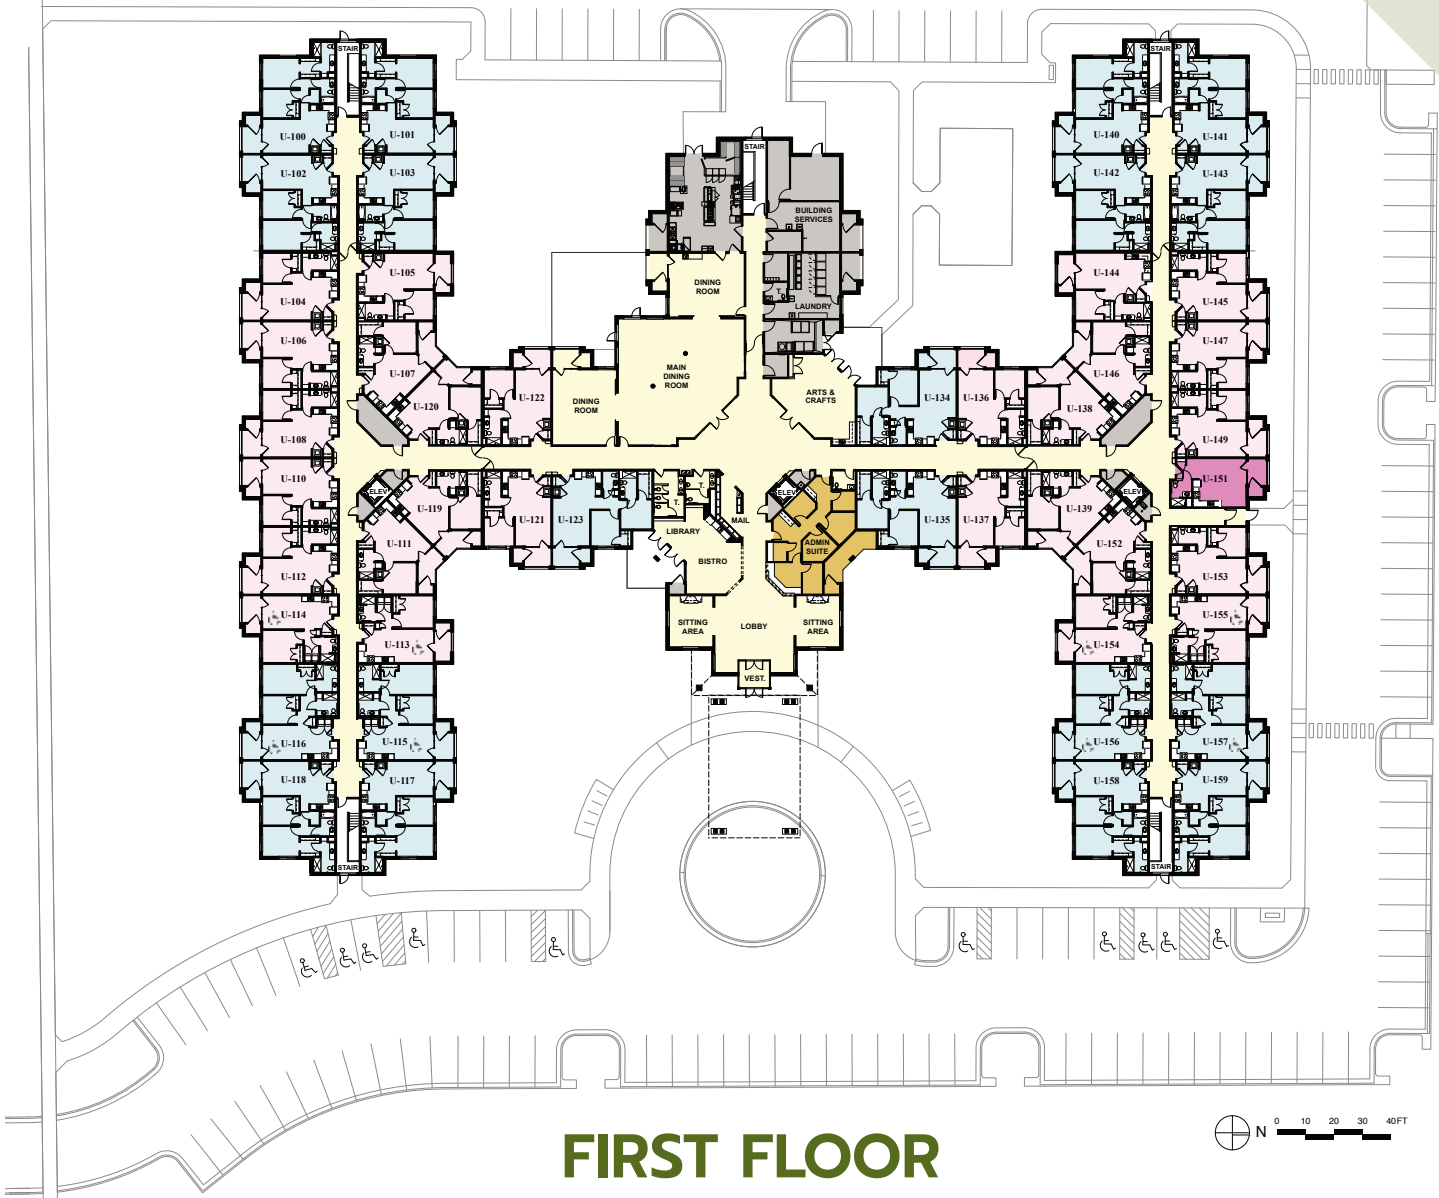 STAIR
STAIR
U-100
U-101
U-140
U-141
STAIR
U-102
U-103
U-142
U-143
BUILDING
SERVICES
U-105
U-144
DINING
ROOM
T.
U-104
U-145
LAUNDRY
U-106
U-147
MAIN
DINING
ROOM
U-107
U-146
ARTS &
CRAFTS
U-122
U-134
U-136
DINING
ROOM
U-120
U-138
U-108
U-149
U-110
U-151
ELEV
T.
ELEV
ELEV
T.
U-119
U-121
U-123
MAIL
U-135
U-137
U-139
LIBRARY
U-111
ADMIN
SUITE
U-152
BISTRO
U-112
U-153
U-114
U-155
SITTING
AREA
LOBBY
SITTING
AREA
U-113
U-154
VEST.
U-116
U-115
U-156
U-157
U-118
U-117
U-158
U-159
STAIR
STAIR
N
0 10 20 30 40FT
FIRST FLOOR